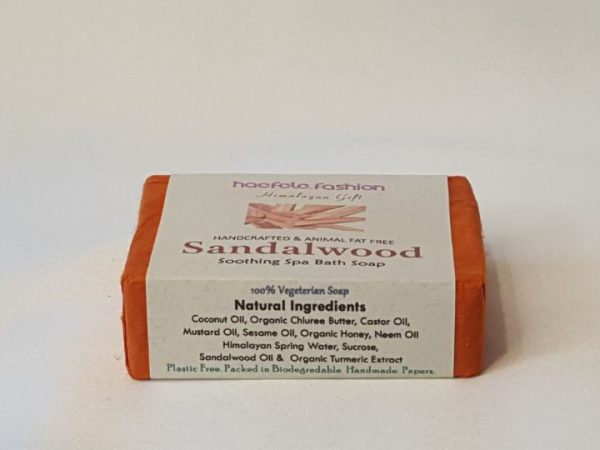 haefele.fashion
Himalayan Gift
HANDCRAFTED & ANIMAL FAT FREE
Sandalwood
Soothing Spa Bath Soap
100% Vegeterian Soap
Natural Ingredients
Coconut Oil, Organic Chiuree Butter, Castor Oil,
Mustard Oil, Sesame Oil, Organic Honey, Neem Oil
Himalayan Spring Water, Sucrose,
Sandalwood Oil & Organic Turmeric Extract
Plastic Free. Packed in Biodegredable Handmade Papers.